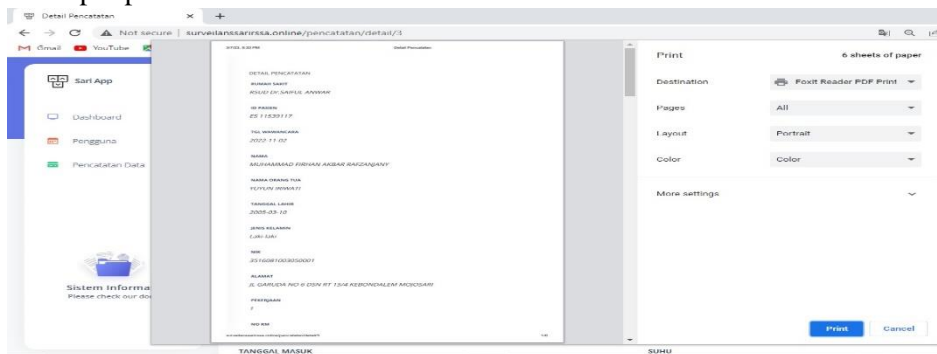 Detail Pencatatan
Not secure | surveilanssarirssa.online/pencatatan/detail/3
Gmail YouTube
Sari App
Dashboard
Pengguna
Pencatatan Data
Sistem Informa
Please check our do
Detail Pencatatan
DETAIL PENCATATAN
RUMAH SAKIT
RSUD Dr SAIFUL ANWAR
ID PASIEN
ES 11539117
TGL WAWANCARA
2022-11-02
NAMA
MUHAMMAD FIRHAN AKBAR RAFZANJANY
NAMA ORANG TUA
YUYUN IRIWATI
TANGGAL LAHIR
2005-03-10
JENIS KELAMIN
Laki-laki
NIK
3516081003050001
ALAMAT
JL GARUDA NO 6 DSN RT 15/4 KEBONDALEM MOJOSARI
PEKERJAAN
NO RM
Print
6 sheets of paper
Destination
Foxit Reader PDF Print
Pages
All
Layout
Portrait
Color
Color
More settings
Print
Cancel
TANGGAL MASUK
SUHU